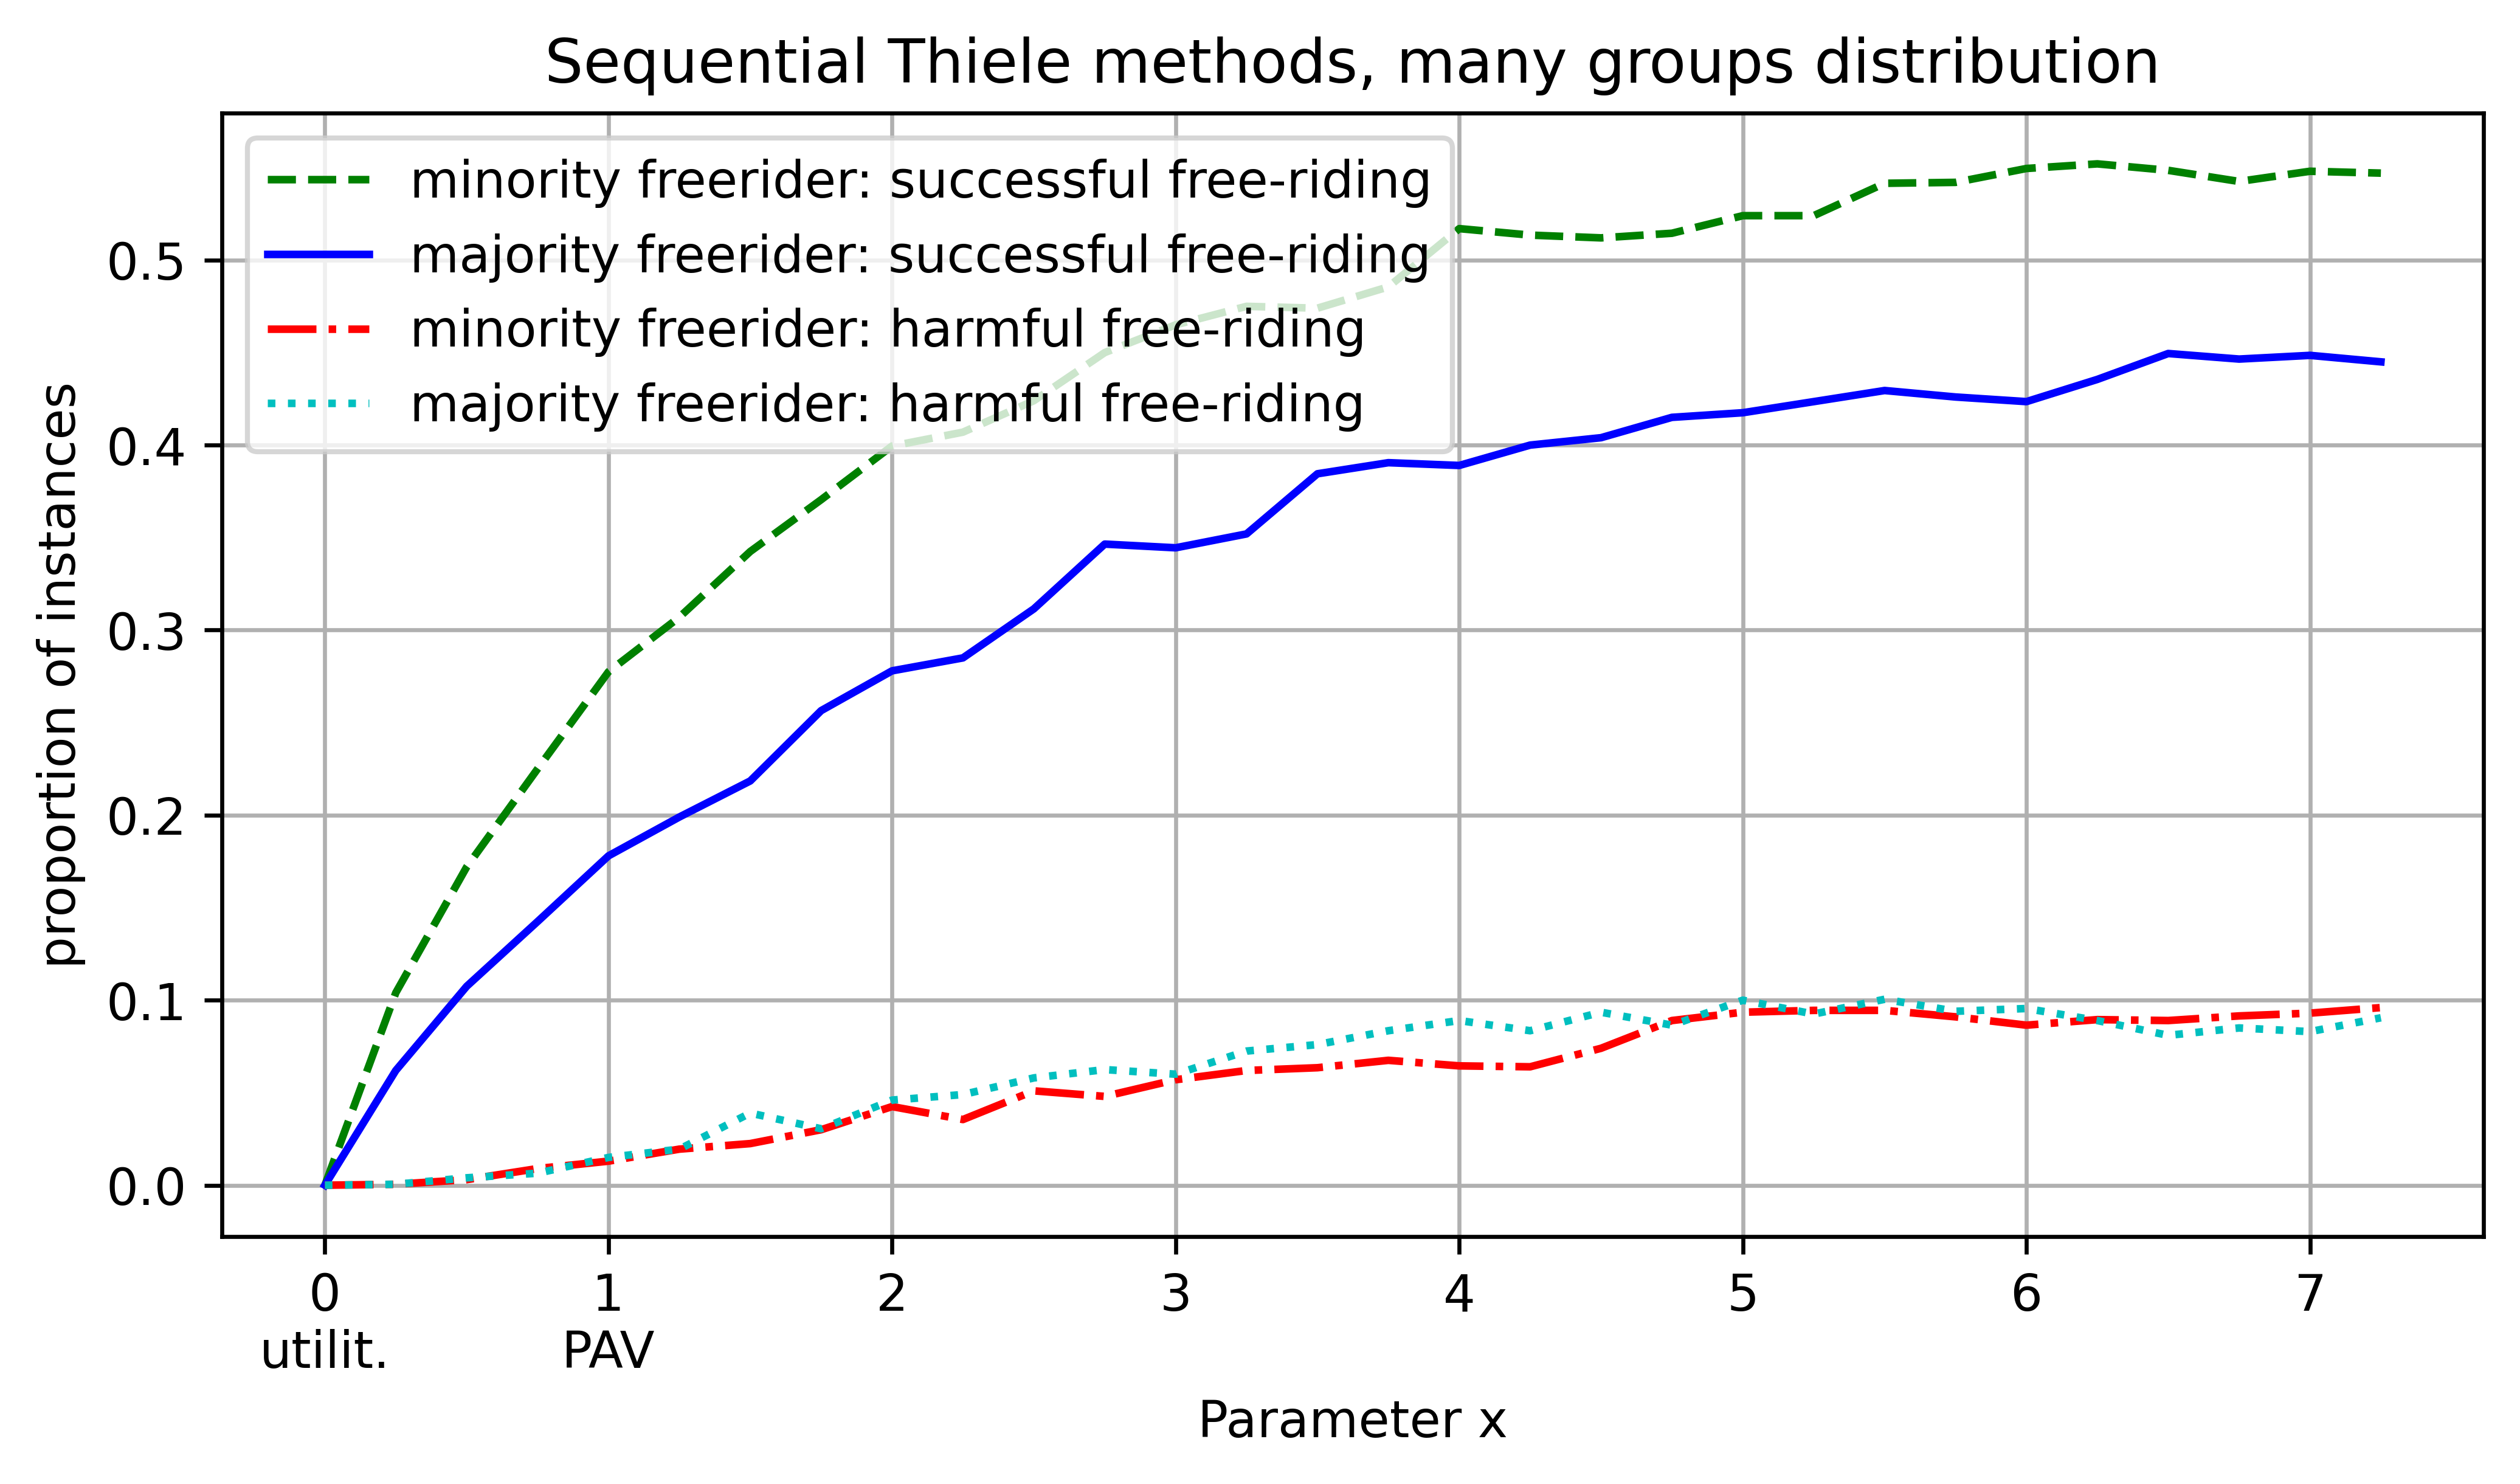 Sequential Thiele methods, many groups distribution
minority freerider: successful free-riding
majority freerider: successful free-riding
minority freerider: harmful free-riding
majority freerider: harmful free-riding
proportion of instances
0.5
0.4
0.3
0.2
0.1
0.0
0 1 2 3 4 5 6 7
utilit. PAV
Parameter x